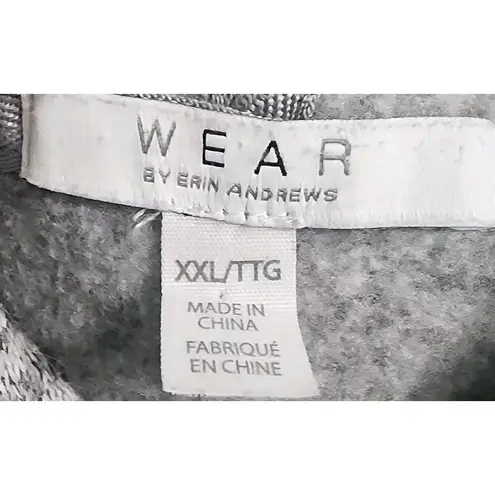 WEAR
BY ERIN ANDREWS
XXL/TTG
MADE IN
CHINA
FABRIQUÉ
EN CHINE